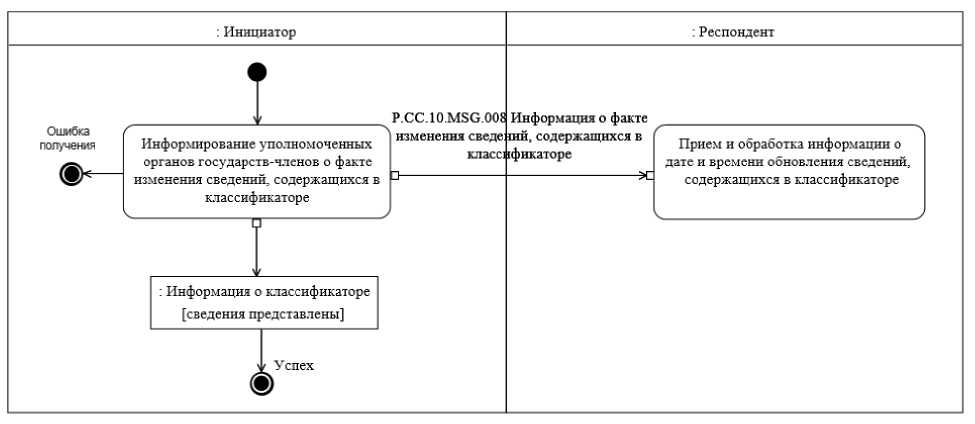 : Инициатор
: Респондент
Ошибка
получения
Информирование уполномоченных
органов государств-членов о факте
изменения сведений, содержащихся в
классификаторе
P.CC.10.MSG.008 Информация о факте
изменения сведений, содержащихся в
классификаторе
Прием и обработка информации о
дате и времени обновления сведений,
содержащихся в классификаторе
: Информация о классификаторе
[сведения представлены]
Успех